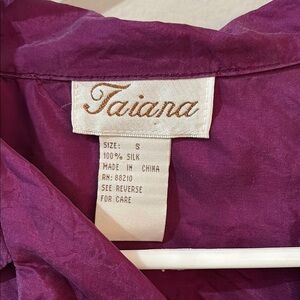 Taiana
SIZE: S
100% SILK
MADE IN CHINA
RN: 88210
SEE REVERSE
FOR CARE